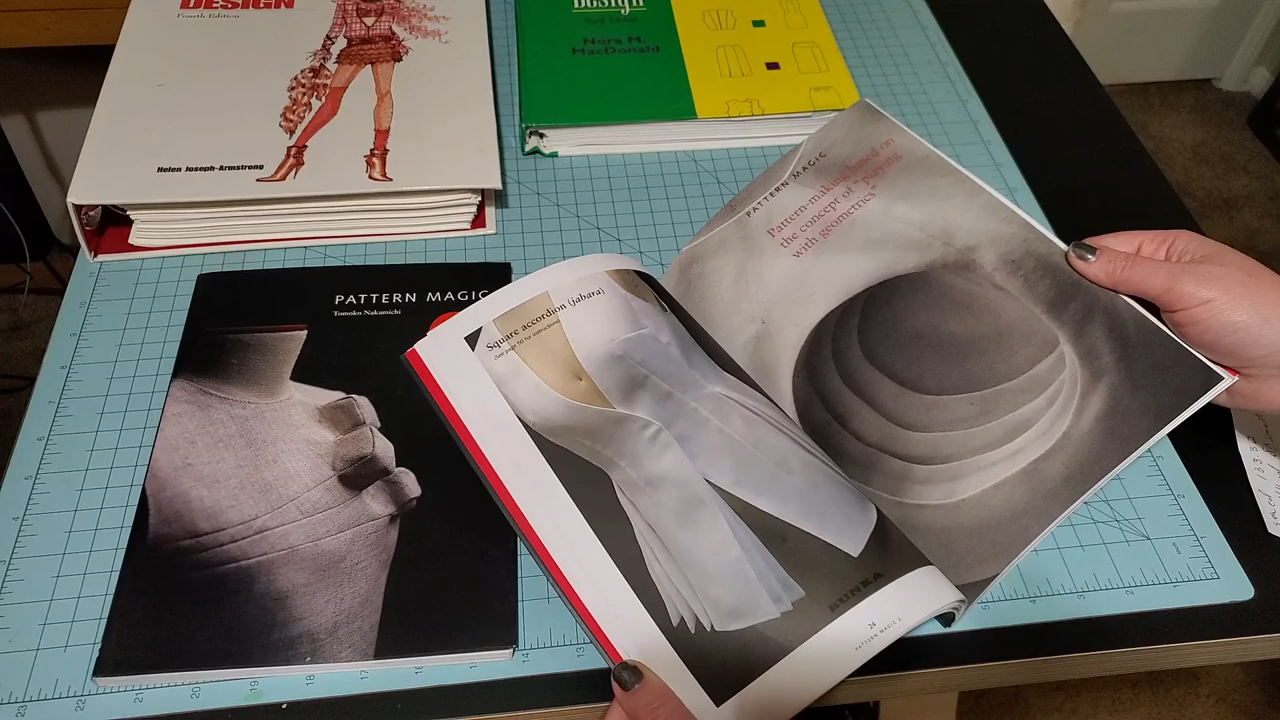 DESIGN
Fourth Edition
Helen Joseph-Armstrong
Design
Nora M.
MacDonald
PATTERN MAGIC
Tomoko Nakamichi
Square accordion (jabara)
(See page 50 for instructions)
BUNKA
24
PATTERN MAGIC 2
PATTERN MAGIC
Pattern-making based on
the concept of "Playing
with geometrics"